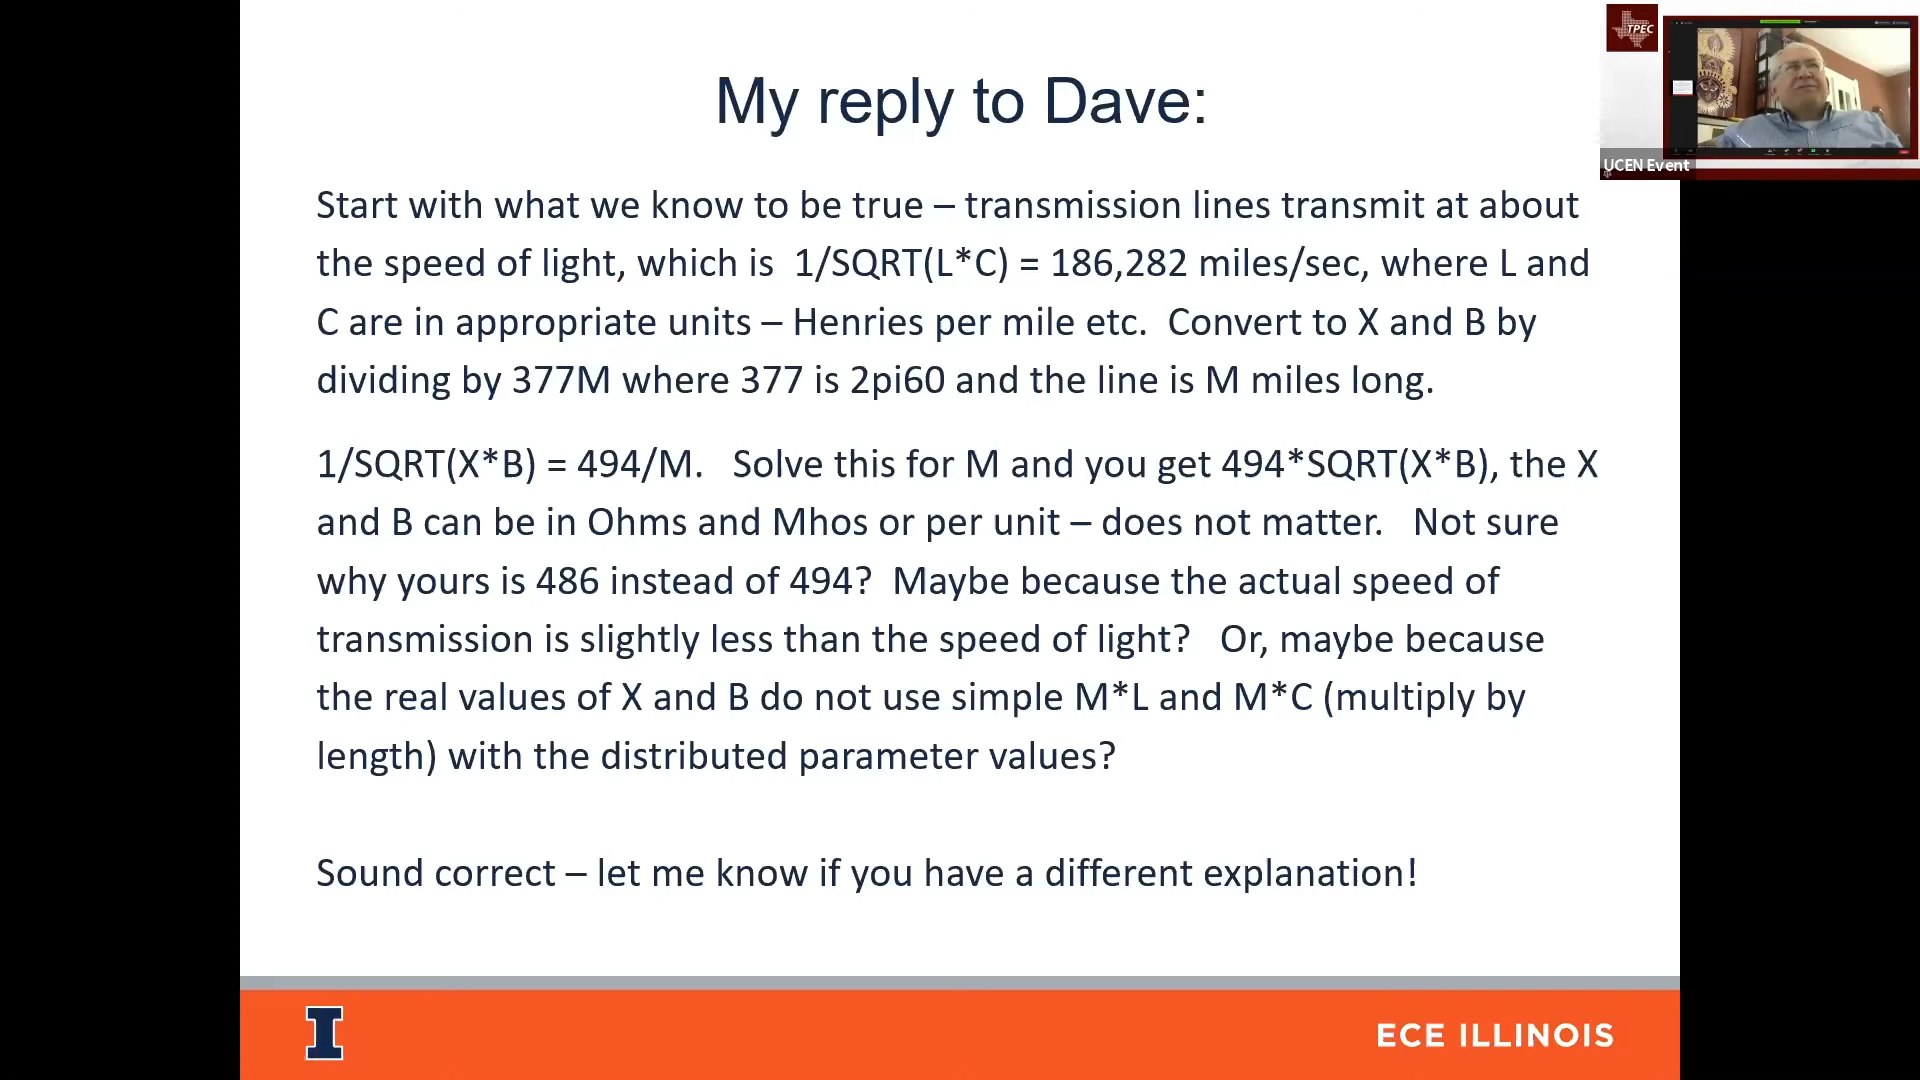 My reply to Dave:
TPEC
UCEN Event
Start with what we know to be true – transmission lines transmit at about
the speed of light, which is  1/SQRT(L*C) = 186,282 miles/sec, where L and
C are in appropriate units – Henries per mile etc.  Convert to X and B by
dividing by 377M where 377 is 2pi60 and the line is M miles long.
1/SQRT(X*B) = 494/M.   Solve this for M and you get 494*SQRT(X*B), the X
and B can be in Ohms and Mhos or per unit – does not matter.   Not sure
why yours is 486 instead of 494?  Maybe because the actual speed of
transmission is slightly less than the speed of light?   Or, maybe because
the real values of X and B do not use simple M*L and M*C (multiply by
length) with the distributed parameter values?
Sound correct – let me know if you have a different explanation!
I
ECE ILLINOIS